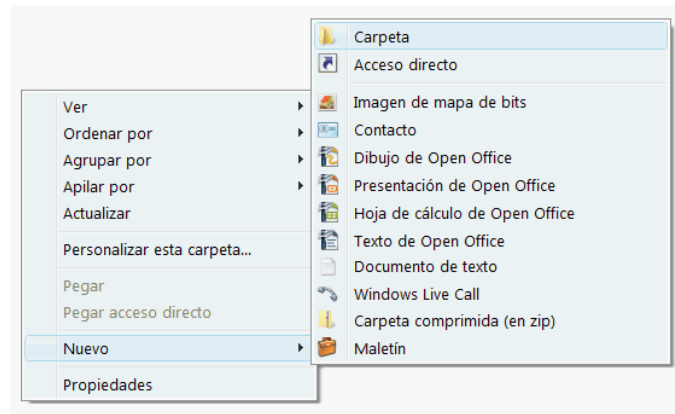 Ver
Ordenar por
Agrupar por
Apilar por
Actualizar
Personalizar esta carpeta...
Pegar
Pegar acceso directo
Nuevo
Propiedades
Carpeta
Acceso directo
Imagen de mapa de bits
Contacto
Dibujo de Open Office
Presentación de Open Office
Hoja de cálculo de Open Office
Texto de Open Office
Documento de texto
Windows Live Call
Carpeta comprimida (en zip)
Maletín